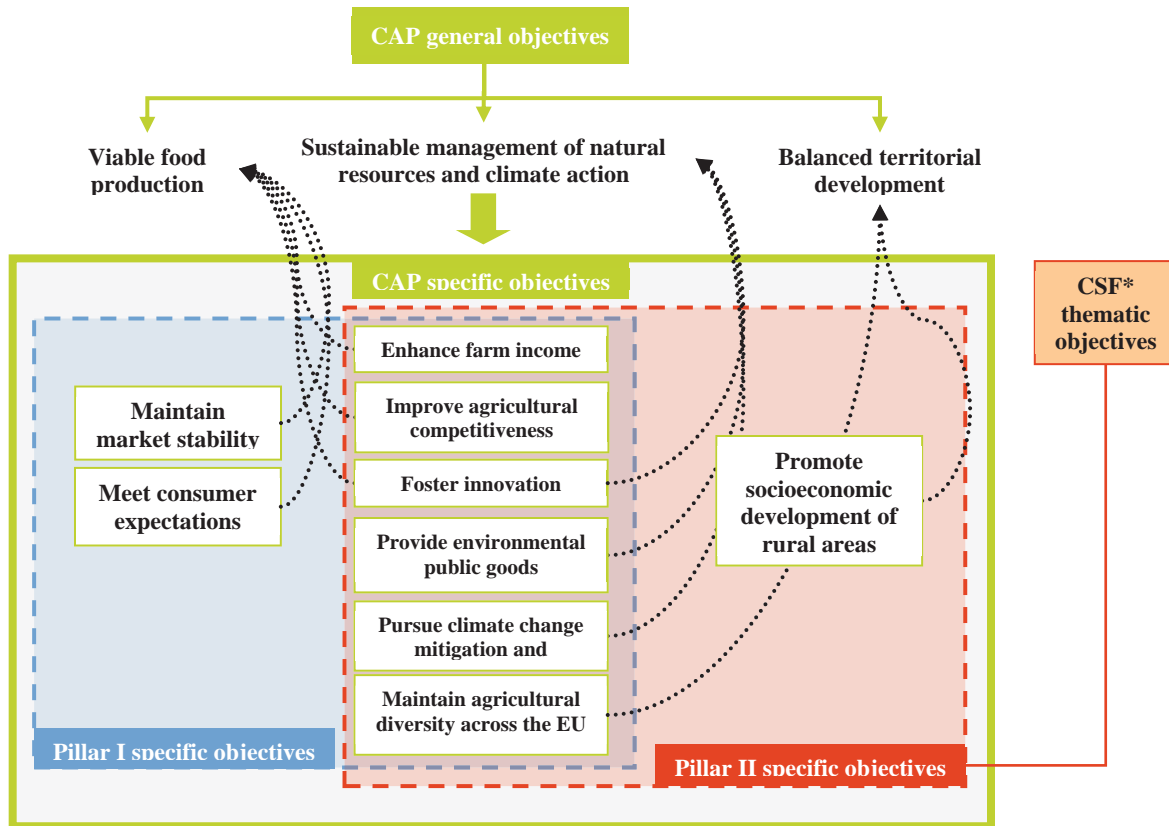 CAP general objectives
Viable food
production
Sustainable management of natural
resources and climate action
Balanced territorial
development
CAP specific objectives
CSF*
thematic
objectives
Enhance farm income
Maintain
market stability
Improve agricultural
competitiveness
Meet consumer
expectations
Foster innovation
Promote
socioeconomic
development of
rural areas
Provide environmental
public goods
Pursue climate change
mitigation and
Maintain agricultural
diversity across the EU
Pillar I specific objectives
Pillar II specific objectives